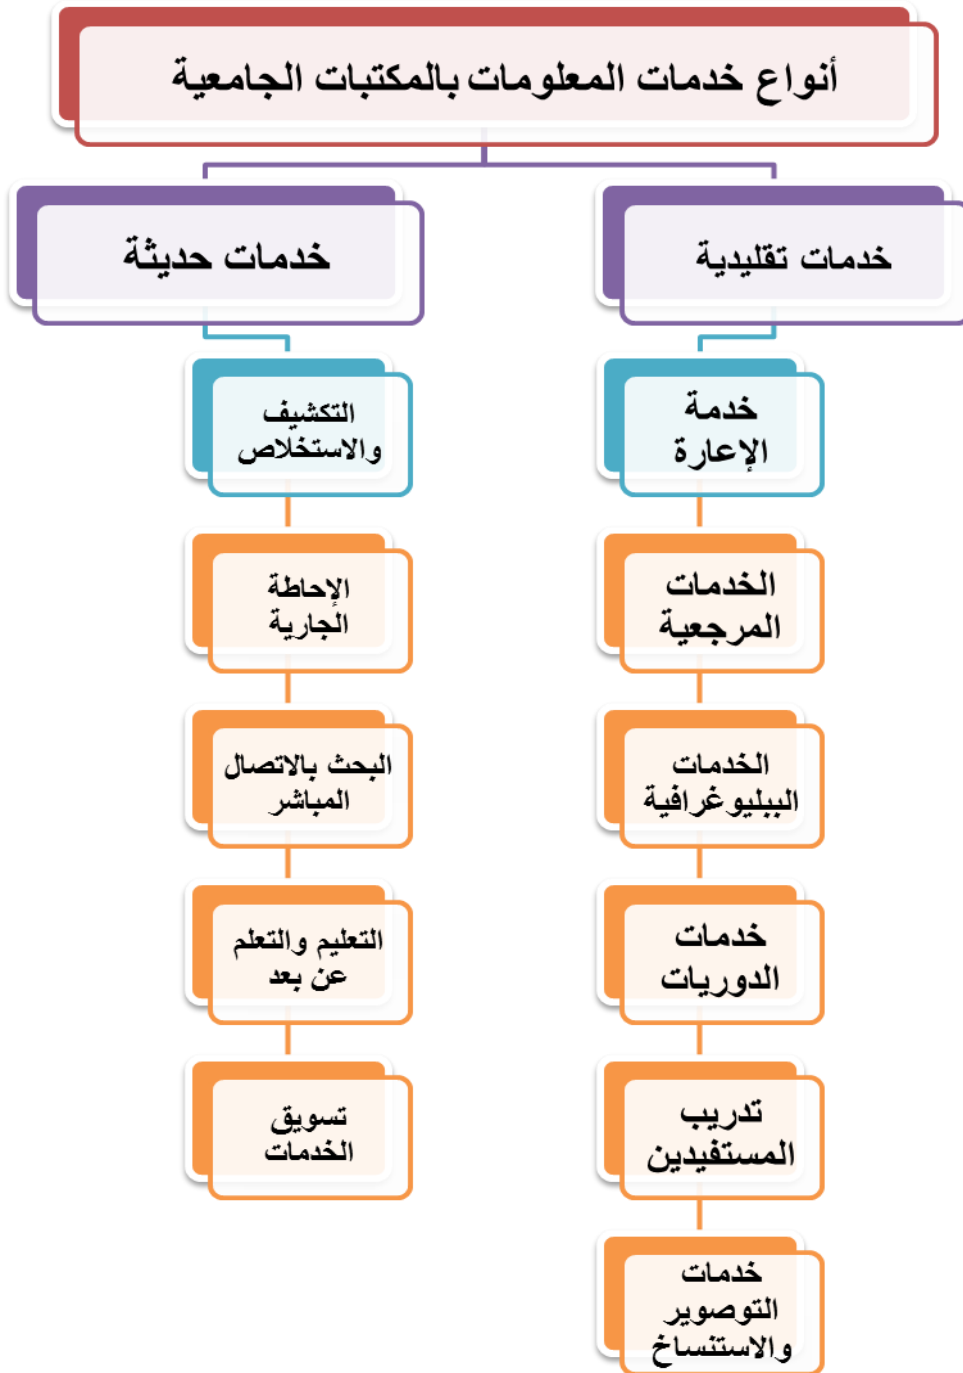 أنواع خدمات المعلومات بالمكتبات الجامعية
خدمات تقليدية
خدمات حديثة
خدمة
الإعارة
الخدمات
المرجعية
الخدمات
الببليوغرافية
خدمات
الدوريات
تدريب
المستفيدين
خدمات
التوصوير
والاستنساخ
التكشيف
والاستخلاص
الإحاطة
الجارية
البحث بالاتصال
المباشر
التعليم والتعلم
عن بعد
تسويق
الخدمات